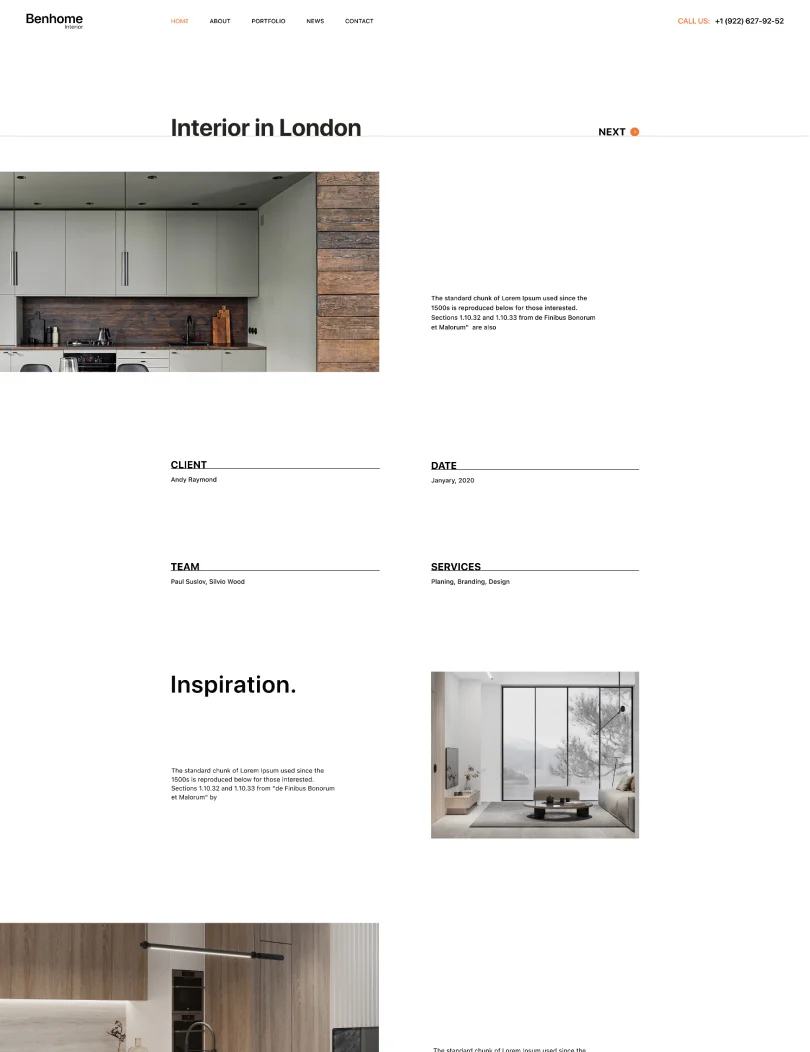 Benhome
Interior
HOME
ABOUT
PORTFOLIO
NEWS
CONTACT
CALL US: +1 (922) 627-92-52
Interior in London
NEXT
The standard chunk of Lorem Ipsum used since the
1500s is reproduced below for those interested.
Sections 1.10.32 and 1.10.33 from de Finibus Bonorum
et Malorum"  are also
CLIENT
Andy Raymond
DATE
Janyary, 2020
TEAM
Paul Suslov, Silvio Wood
SERVICES
Planing, Branding, Design
Inspiration.
The standard chunk of Lorem Ipsum used since the
1500s is reproduced below for those interested.
Sections 1.10.32 and 1.10.33 from "de Finibus Bonorum
et Malorum" by
The standard chunk of Lorem Ipsum used since the